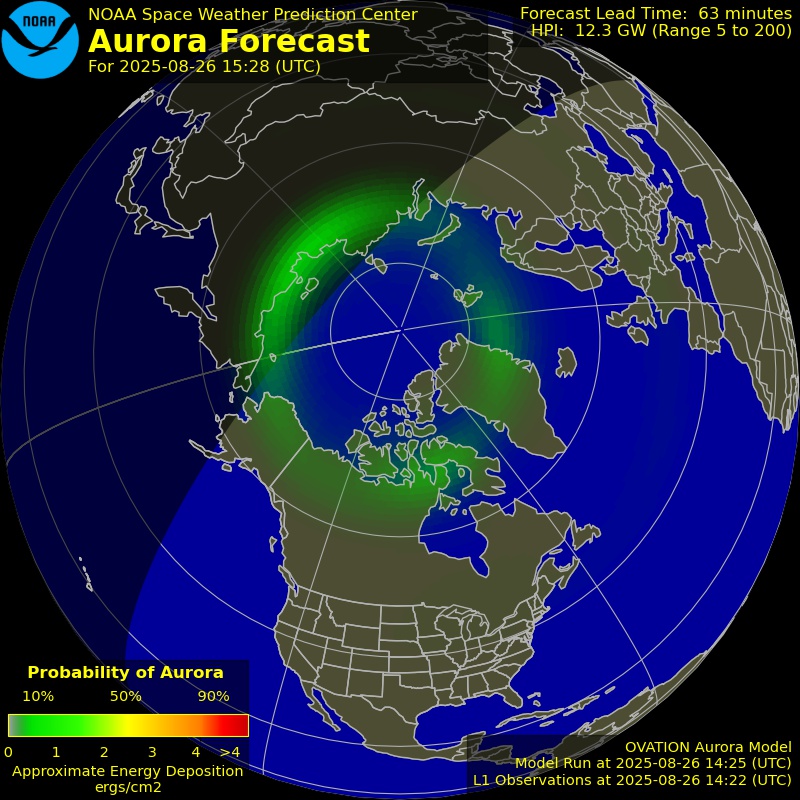 NOAA
NOAA Space Weather Prediction Center
Aurora Forecast
For 2025-08-26 15:28 (UTC)
Forecast Lead Time: 63 minutes
HPI: 12.3 GW (Range 5 to 200)
Probability of Aurora
10% 50% 90%
0 1 2 3 4 >4
Approximate Energy Deposition
ergs/cm2
OVATION Aurora Model
Model Run at 2025-08-26 14:25 (UTC)
L1 Observations at 2025-08-26 14:22 (UTC)